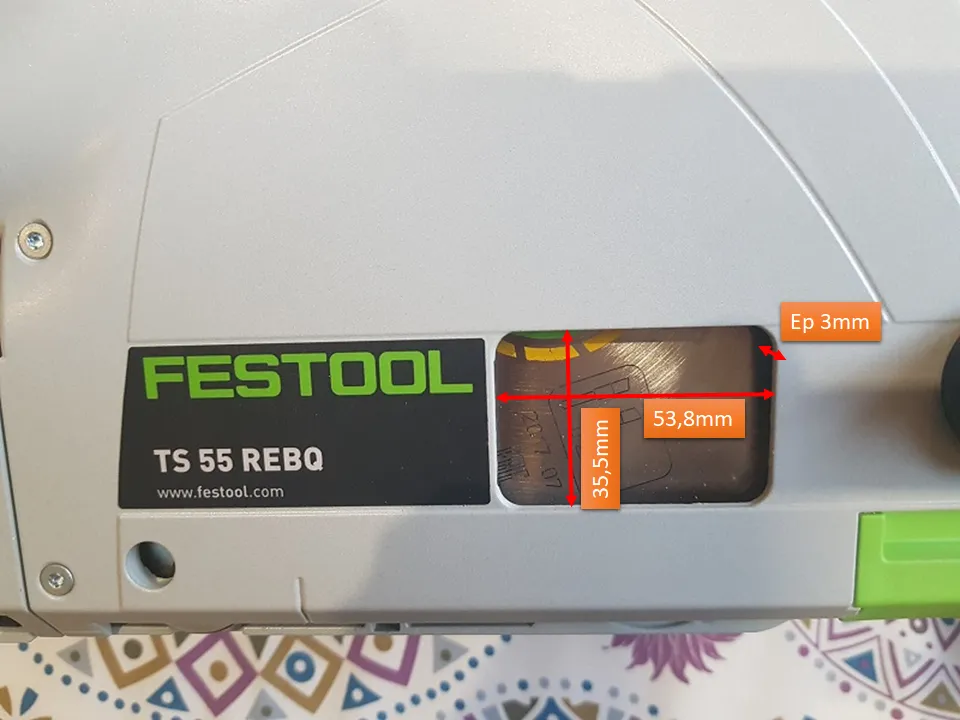 Ep 3mm
FESTOOL
53,8mm
35,5mm
TS 55 REBQ
www.festool.com